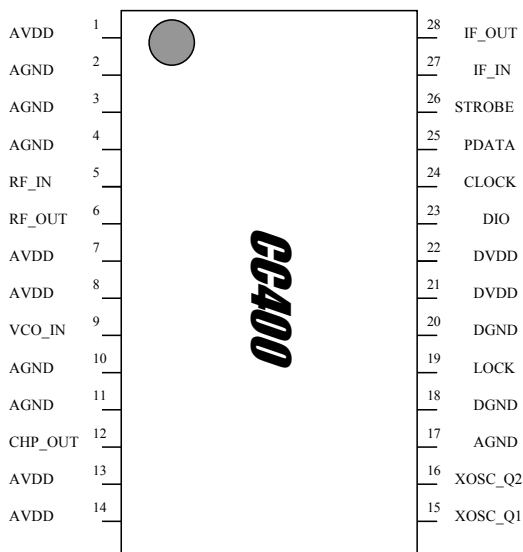 AVDD 1 28 IF_OUT
AGND 2 27 IF_IN
AGND 3 26 STROBE
AGND 4 25 PDATA
RF_IN 5 24 CLOCK
RF_OUT 6 23 DIO
AVDD 7 22 DVDD
AVDD 8 21 DVDD
VCO_IN 9 20 DGND
AGND 10 19 LOCK
AGND 11 18 DGND
CHP_OUT 12 17 AGND
AVDD 13 16 XOSC_Q2
AVDD 14 15 XOSC_Q1
CC400